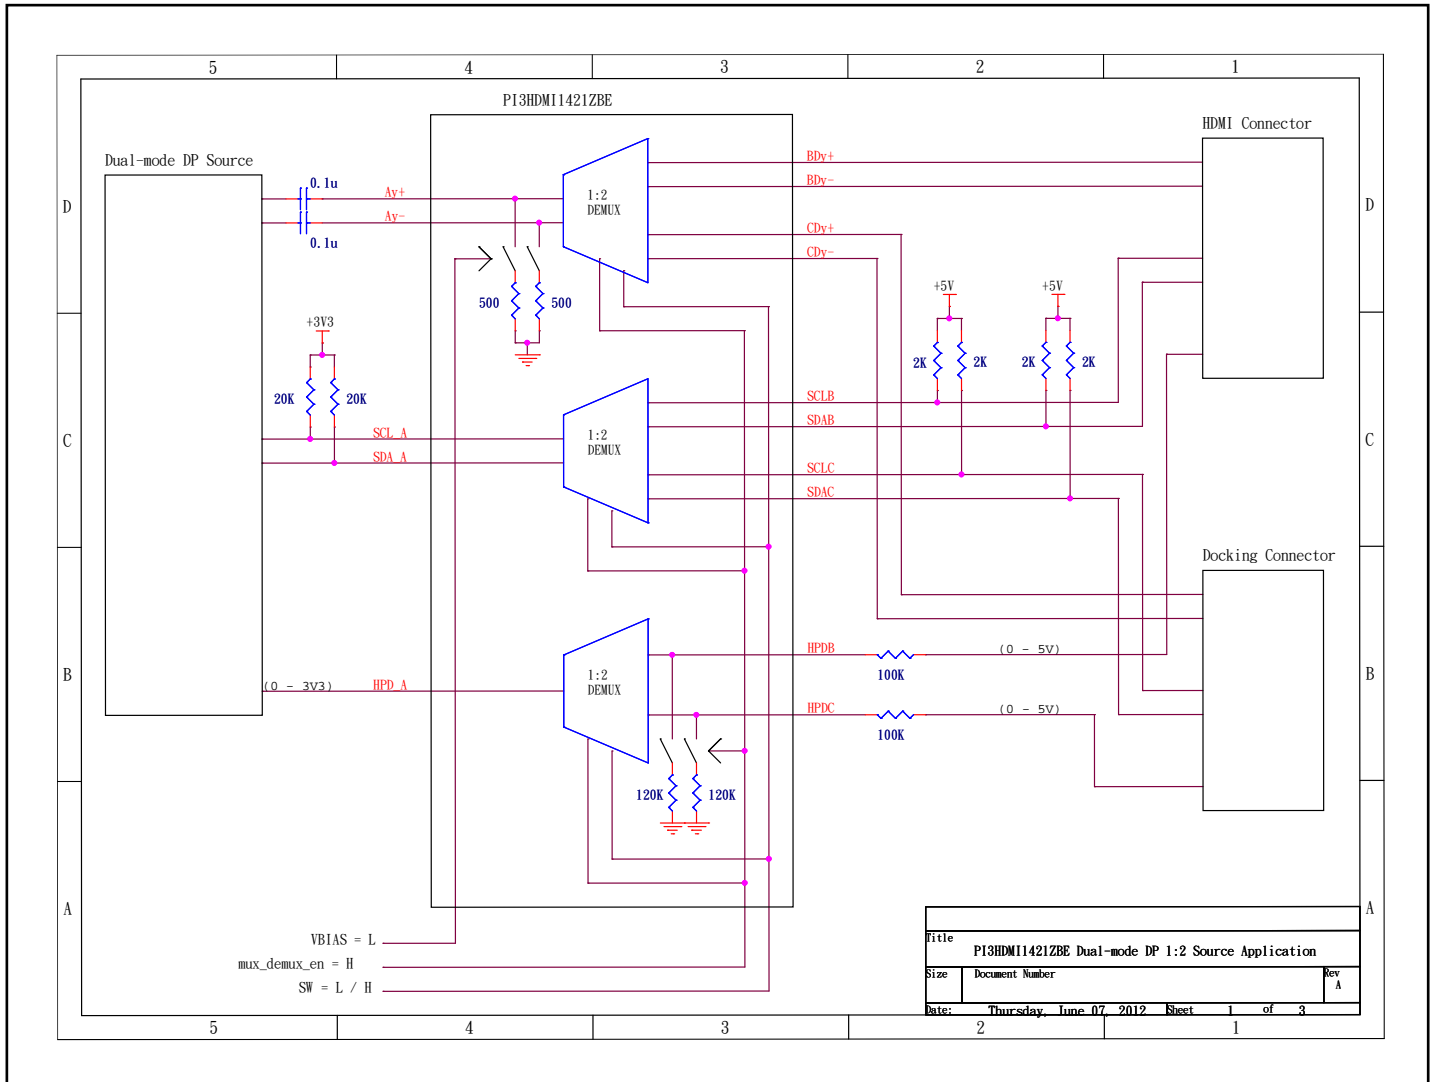 5 4 3 2 1
PI3HDMI1421ZBE
HDMI Connector
Dual-mode DP Source
BDy+
0.1u
BDy-
Ay+
1:2
DEMUX
D
D
Ay-
CDy+
0.1u
CDy-
+5V
+5V
500
500
+3V3
2K
2K
2K
2K
20K
20K
SCLB
SDAB
SCL_A
1:2
DEMUX
C
C
SDA_A
SCLC
SDAC
Docking Connector
HPDB
(0 - 5V)
B
1:2
DEMUX
B
100K
(0 - 3V3)
HPD_A
HPDC
(0 - 5V)
100K
120K
120K
A
A
VBIAS = L
mux_demux_en = H
SW = L / H
Title
PI3HDMI1421ZBE Dual-mode DP 1:2 Source Application
Size Document Number Rev
A
Date: Thursday, June 07, 2012 Sheet 1 of 3
5 4 3 2 1